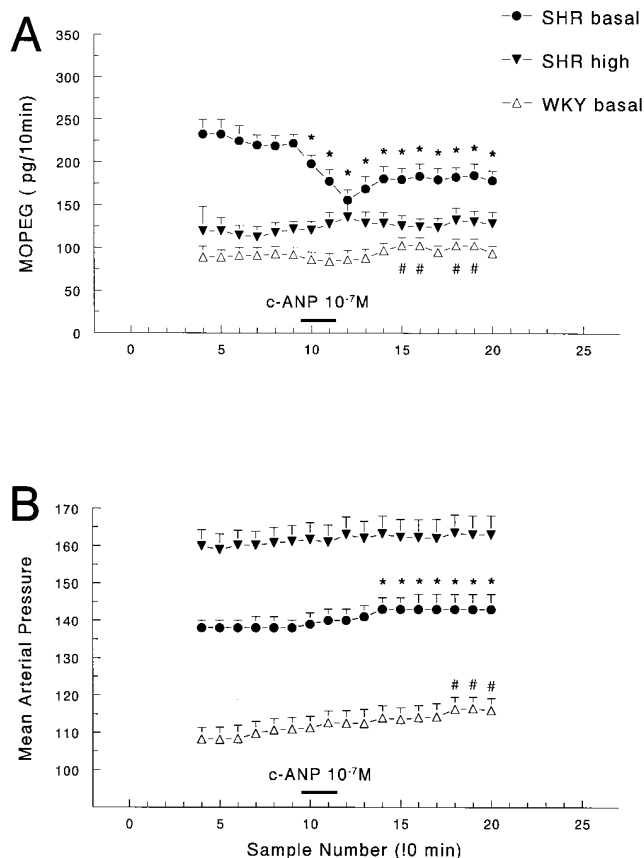 A
SHR basal
SHR high
WKY basal
350
300
250
200
150
100
50
0
MOPEG ( pg/10min)
* * * * * * * * * * *
# # # #
c-ANP 10⁻⁷M
0 5 10 15 20 25
B
170
160
150
140
130
120
110
100
Mean Arterial Pressure
* * * * * * *
# # #
c-ANP 10⁻⁷M
0 5 10 15 20 25
Sample Number (!0 min)